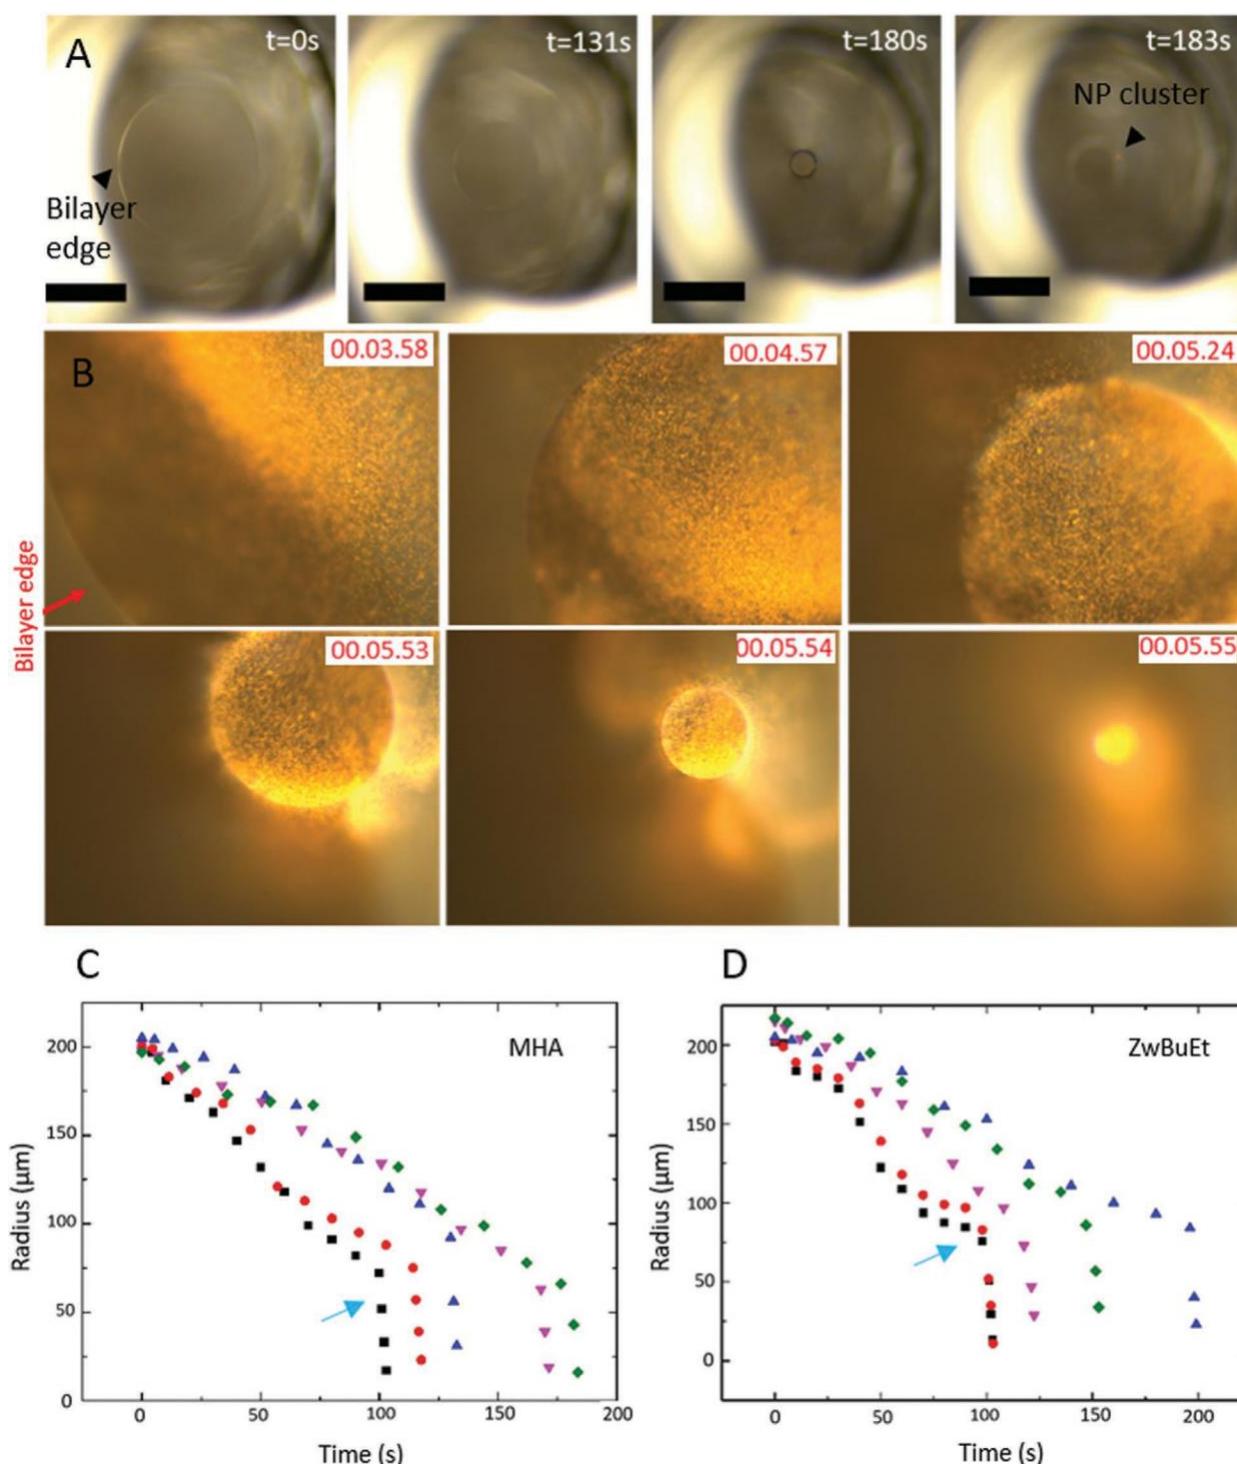 A
t=0s
t=131s
t=180s
t=183s
NP cluster
Bilayer
edge
B
00.03.58
00.04.57
00.05.24
Bilayer edge
00.05.53
00.05.54
00.05.55
C
D
MHA
ZwBuEt
200
150
100
50
0
Radius (µm)
0
50
100
150
200
Time (s)
200
150
100
50
0
Radius (µm)
0
50
100
150
200
Time (s)